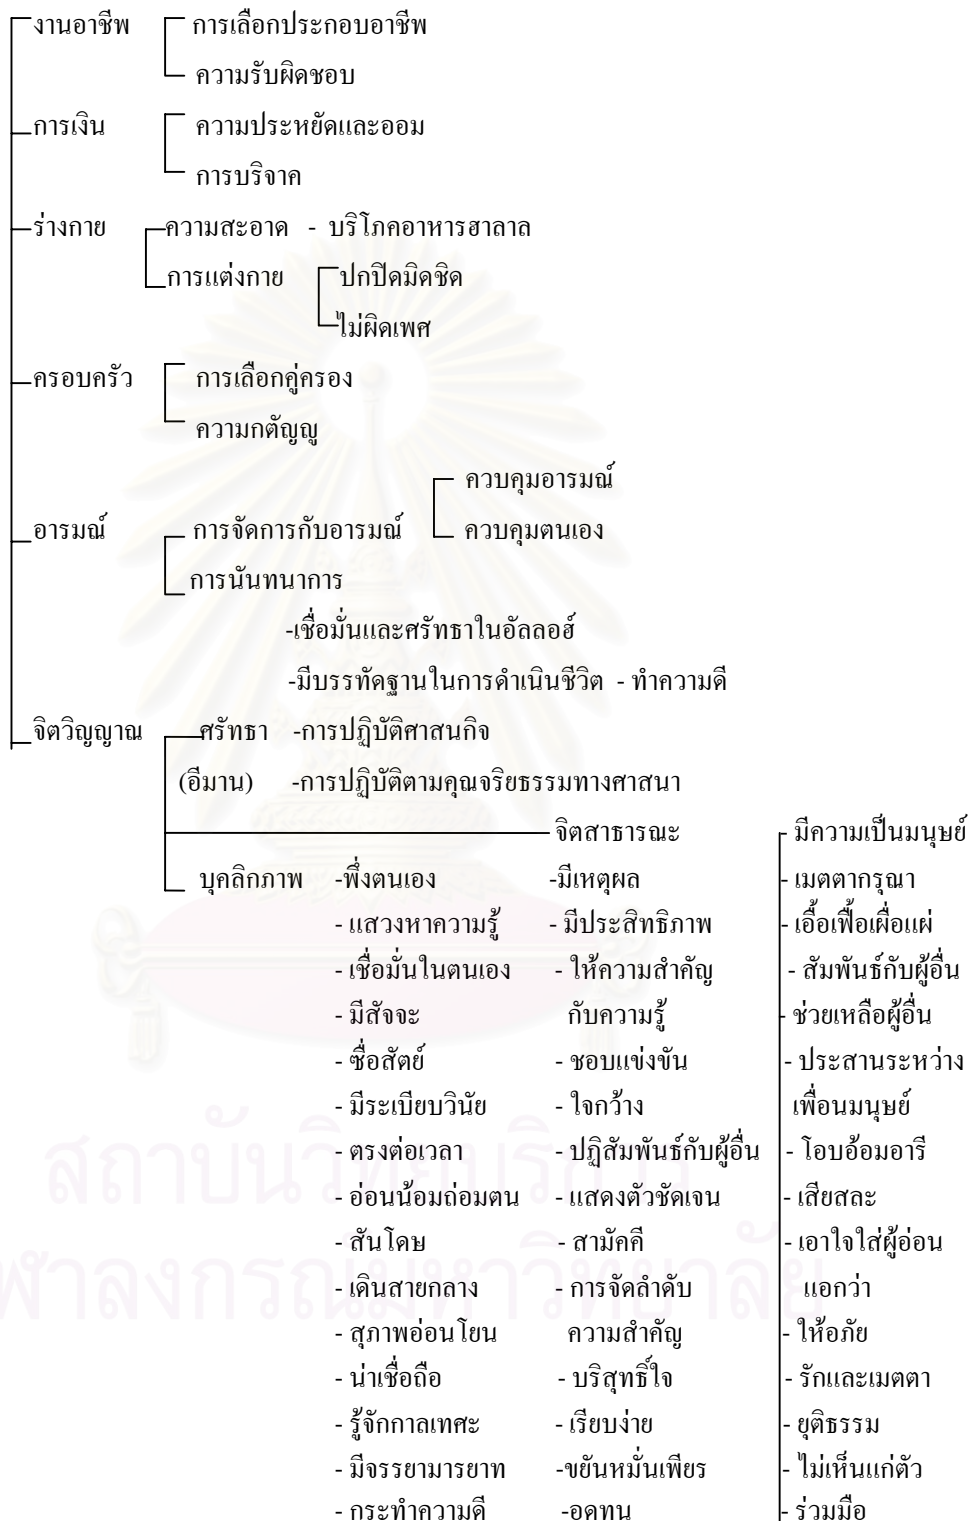 งานอาชีพ การเลือกประกอบอาชีพ
ความรับผิดชอบ
การเงิน ความประหยัดและออม
การบริจาค
ร่างกาย ความสะอาด - บริโภคอาหารฮาลาล
การแต่งกาย ปกปิดมิดชิด
ไม่ผิดเพศ
ครอบครัว การเลือกคู่ครอง
ความกตัญญู
ควบคุมอารมณ์
อารมณ์ การจัดการกับอารมณ์ ควบคุมตนเอง
การนันทนาการ
-เชื่อมั่นและศรัทธาในอัลลอฮ์
-มีบรรทัดฐานในการดำเนินชีวิต - ทำความดี
จิตวิญญาณ ศรัทธา -การปฏิบัติศาสนกิจ
(อีมาน) -การปฏิบัติตามคุณจริยธรรมทางศาสนา
จิตสาธารณะ - มีความเป็นมนุษย์
บุคลิกภาพ -พึ่งตนเอง -มีเหตุผล - เมตตากรุณา
- แสวงหาความรู้ - มีประสิทธิภาพ - เอื้อเฟื้อเผื่อแผ่
- เชื่อมั่นในตนเอง - ให้ความสำคัญ - สัมพันธ์กับผู้อื่น
- มีสัจจะ กับความรู้ - ช่วยเหลือผู้อื่น
- ซื่อสัตย์ - ชอบแข่งขัน - ประสานระหว่าง
- มีระเบียบวินัย - ใจกว้าง เพื่อนมนุษย์
- ตรงต่อเวลา - ปฏิสัมพันธ์กับผู้อื่น - โอบอ้อมอารี
- อ่อนน้อมถ่อมตน - แสดงตัวชัดเจน - เสียสละ
- สันโดษ - สามัคคี - เอาใจใส่ผู้อ่อน
- เดินสายกลาง - การจัดลำดับ แอกว่า
- สุภาพอ่อนโยน ความสำคัญ - ให้อภัย
- น่าเชื่อถือ - บริสุทธิ์ใจ - รักและเมตตา
- รู้จักกาลเทศะ - เรียบง่าย - ยุติธรรม
- มีจรรยามารยาท -ขยันหมั่นเพียร - ไม่เห็นแก่ตัว
- กระทำความดี -อดทน - ร่วมมือ
สถาบันวิทยบริการ
ฬาลงกรณ์มหาวิทยาลัย